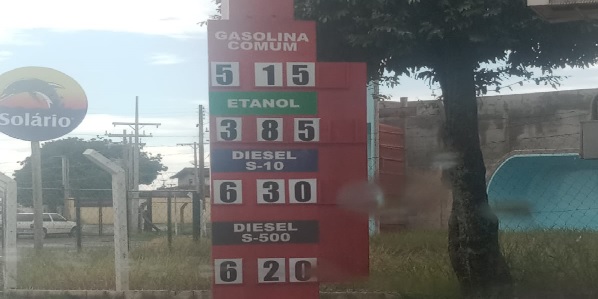 GASOLINA
COMUM
5 15
ETANOL
3 85
DIESEL
S-10
6 30
DIESEL
S-500
6 20
Solário